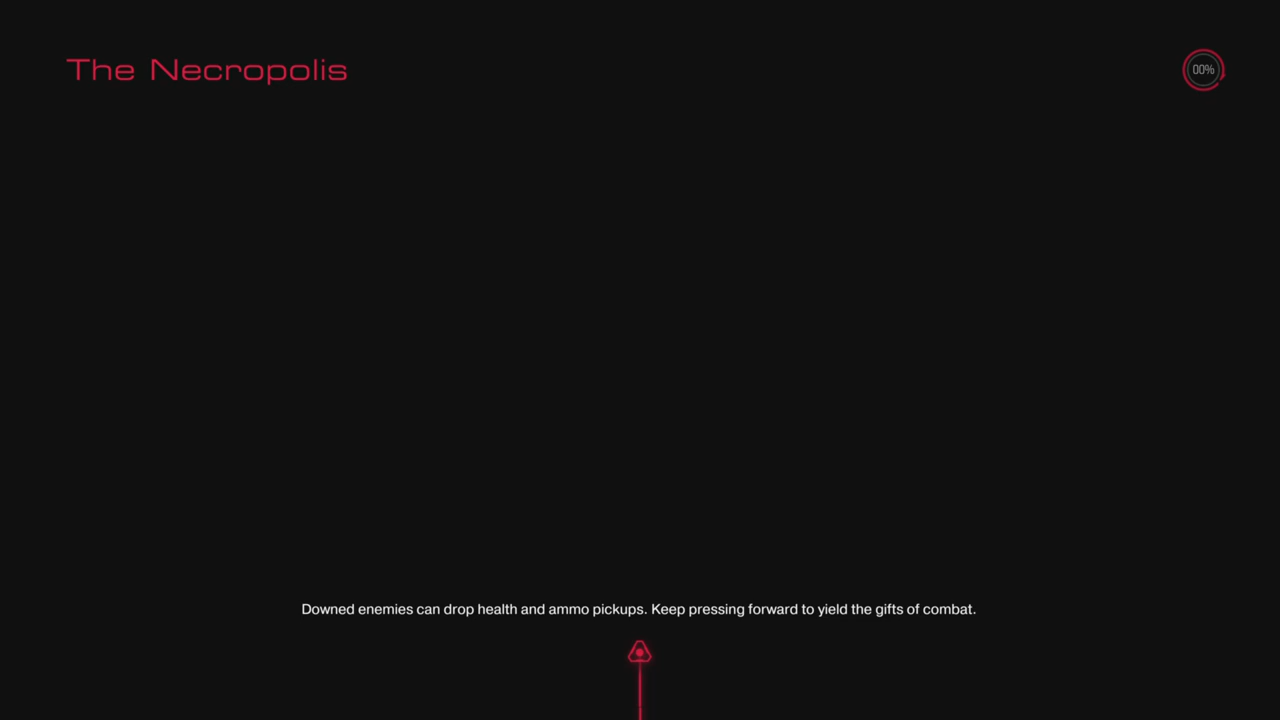 The Necropolis
00%
Downed enemies can drop health and ammo pickups. Keep pressing forward to yield the gifts of combat.